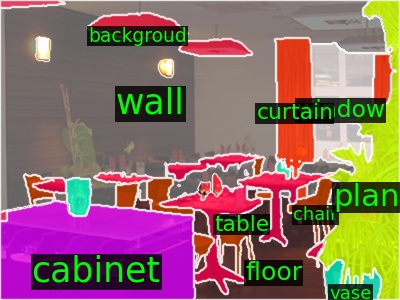 backgroud
wall
curtain
dow
plan
chair
table
cabinet
floor
vase